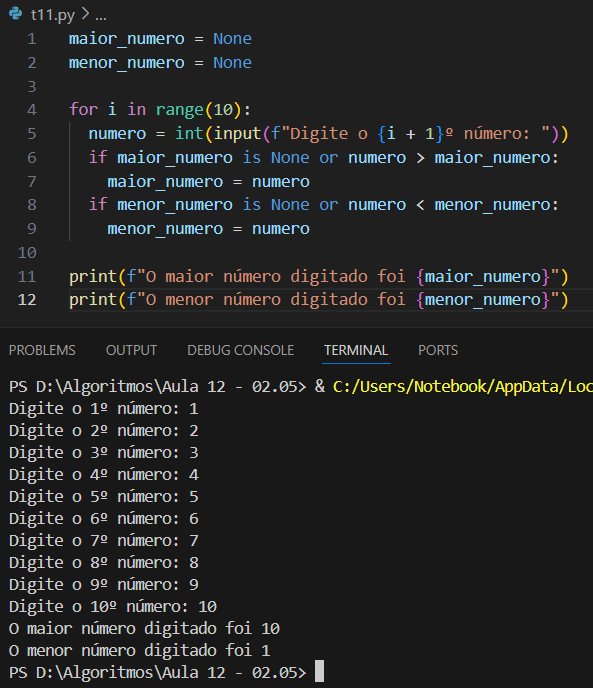 t11.py > ...
1 maior_numero = None
2 menor_numero = None
3
4 for i in range(10):
5   numero = int(input(f"Digite o {i + 1}º número: "))
6   if maior_numero is None or numero > maior_numero:
7     maior_numero = numero
8   if menor_numero is None or numero < menor_numero:
9     menor_numero = numero
10
11 print(f"O maior número digitado foi {maior_numero}")
12 print(f"O menor número digitado foi {menor_numero}")
PROBLEMS OUTPUT DEBUG CONSOLE TERMINAL PORTS
PS D:\Algoritmos\Aula 12 - 02.05> & C:/Users/Notebook/AppData/Loc
Digite o 1º número: 1
Digite o 2º número: 2
Digite o 3º número: 3
Digite o 4º número: 4
Digite o 5º número: 5
Digite o 6º número: 6
Digite o 7º número: 7
Digite o 8º número: 8
Digite o 9º número: 9
Digite o 10º número: 10
O maior número digitado foi 10
O menor número digitado foi 1
PS D:\Algoritmos\Aula 12 - 02.05>